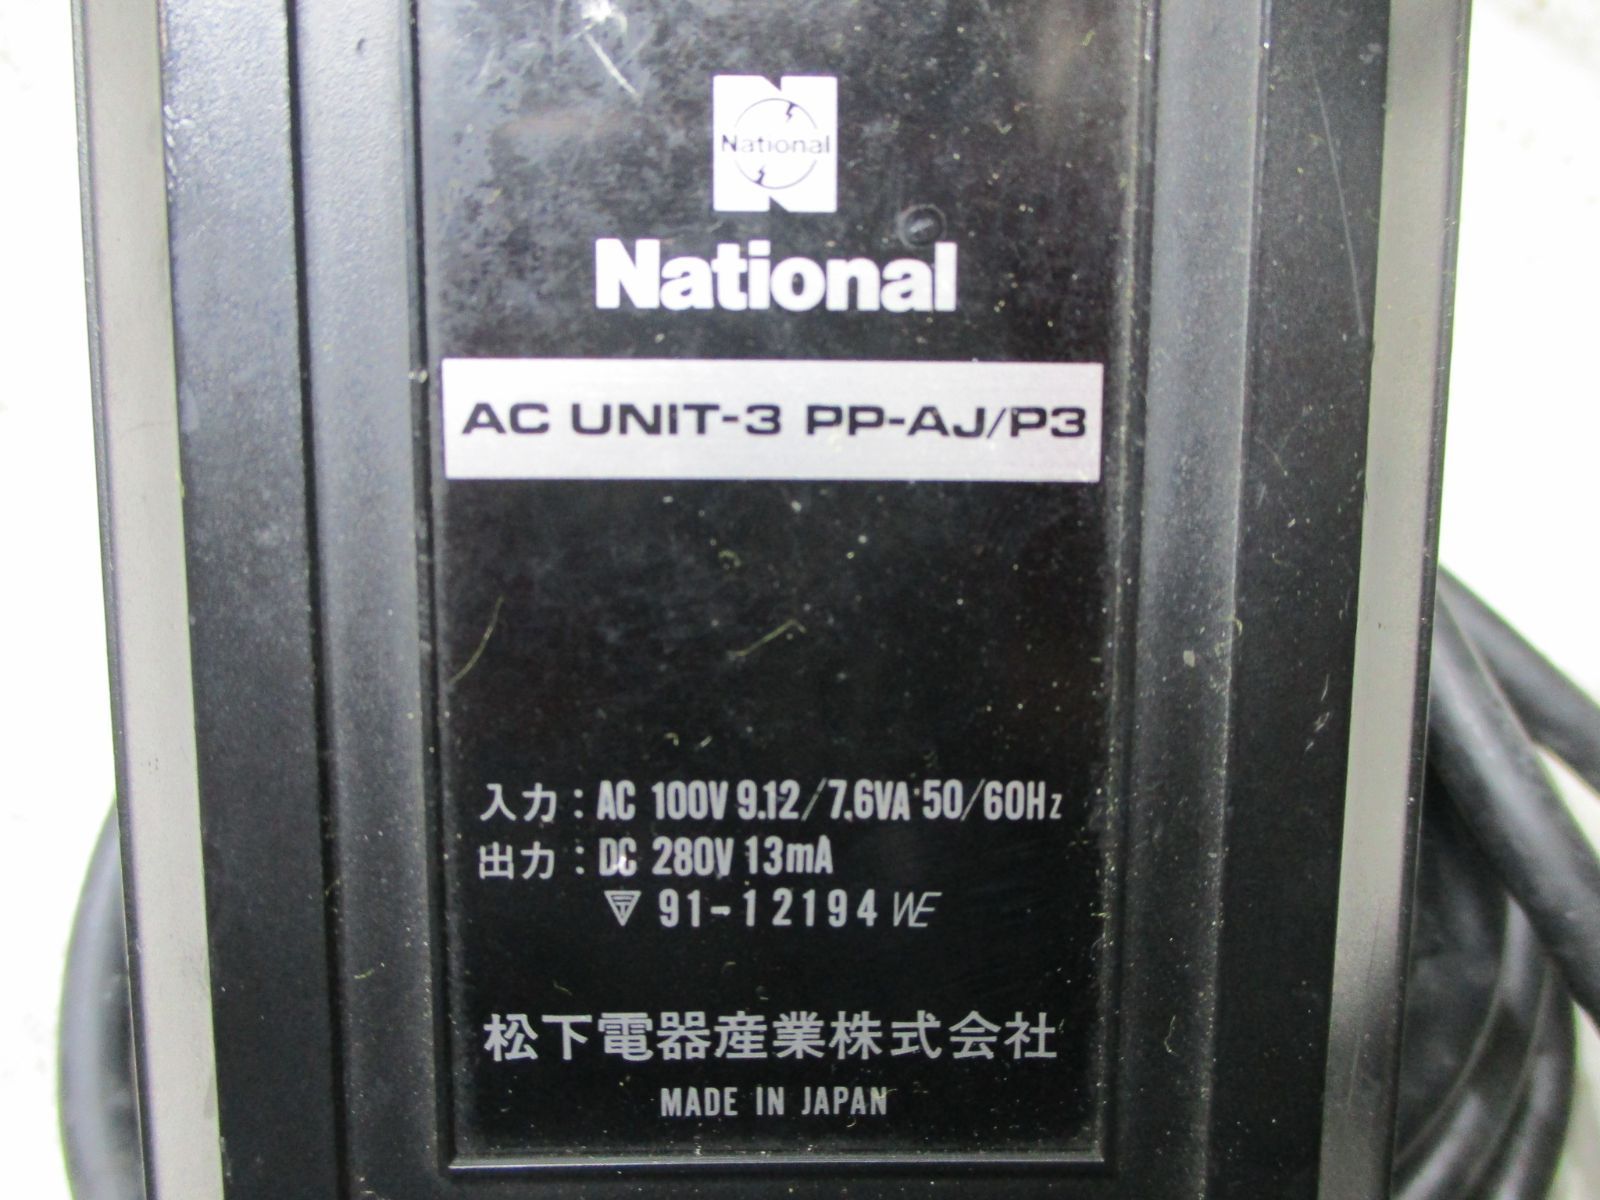 National
National
AC UNIT-3 PP-AJ/P3
入力：AC 100V 9.12/7.6VA 50/60Hz
出力：DC 280V 13mA
91-12194 WE
松下電器産業株式会社
MADE IN JAPAN